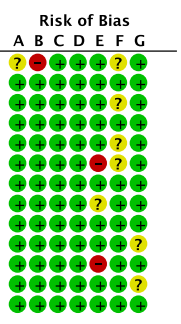 Risk of Bias
A B C D E F G
? - + + + ? +
+ + + + + + +
+ + + + + ? +
+ + + + + + +
+ + + + + ? +
+ + + + - ? +
+ + + + + + +
+ + + + ? + +
+ + + + + + +
+ + + + + + ?
+ + + + - + +
+ + + + + + ?
+ + + + + + +